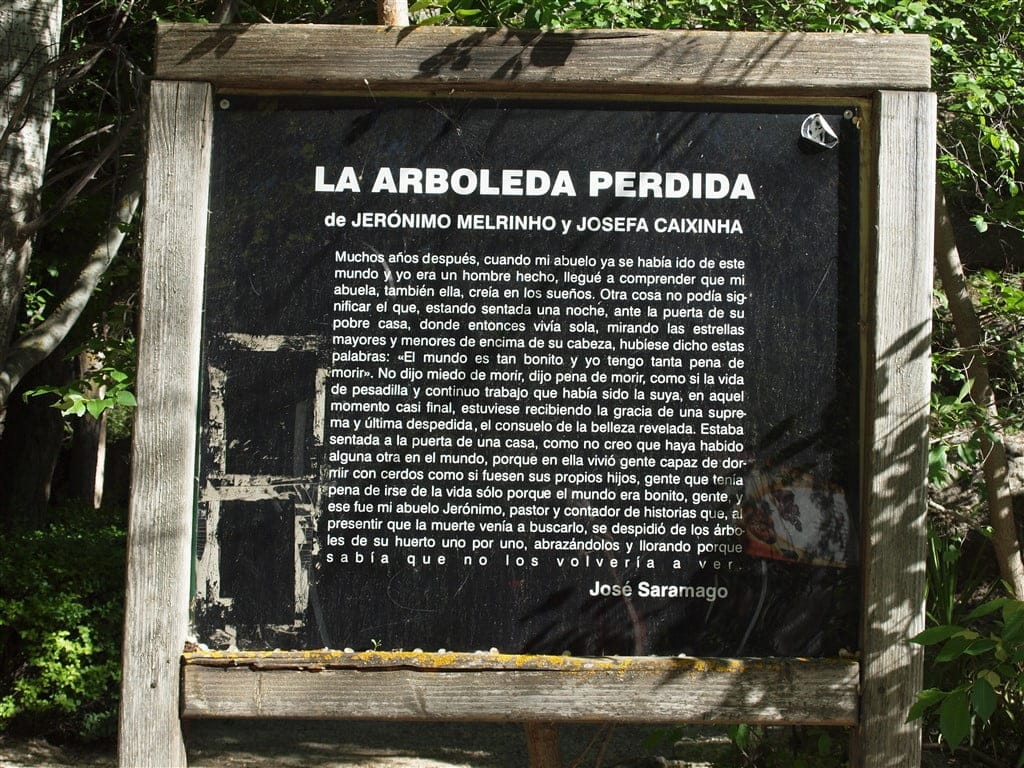 LA ARBOLEDA PERDIDA
de JERÓNIMO MELRINHO y JOSEFA CAIXINHA
Muchos años después, cuando mi abuelo ya se había ido de este
mundo y yo era un hombre hecho, llegué a comprender que mi
abuela, también ella, creía en los sueños. Otra cosa no podía sig-
nificar el que, estando sentada una noche, ante la puerta de su
pobre casa, donde entonces vivía sola, mirando las estrellas
mayores y menores de encima de su cabeza, hubiese dicho estas
palabras: «El mundo es tan bonito y yo tengo tanta pena de
morir». No dijo miedo de morir, dijo pena de morir, como si la vida
de pesadilla y continuo trabajo que había sido la suya, en aquel
momento casi final, estuviese recibiendo la gracia de una supre-
ma y última despedida, el consuelo de la belleza revelada. Estaba
sentada a la puerta de una casa, como no creo que haya habido
alguna otra en el mundo, porque en ella vivió gente capaz de dor-
mir con cerdos como si fuesen sus propios hijos, gente que tenía
pena de irse de la vida sólo porque el mundo era bonito, gente, y
ese fue mi abuelo Jerónimo, pastor y contador de historias que, al
presentir que la muerte venía a buscarlo, se despidió de los árbo-
les de su huerto uno por uno, abrazándolos y llorando porque
sabía que no los volvería a ver.
José Saramago